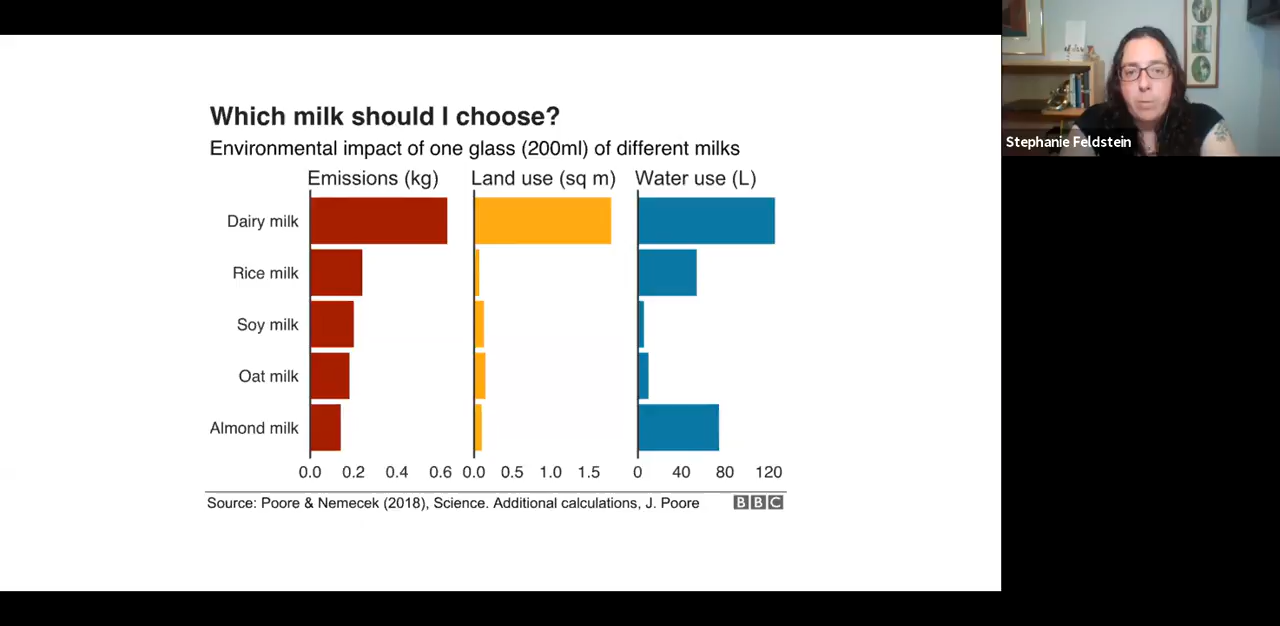 Which milk should I choose?
Environmental impact of one glass (200ml) of different milks
Emissions (kg) Land use (sq m) Water use (L)
Dairy milk
Rice milk
Soy milk
Oat milk
Almond milk
0.0 0.2 0.4 0.6 0.0 0.5 1.0 1.5 0 40 80 120
Source: Poore & Nemecek (2018), Science. Additional calculations, J. Poore BBC
Stephanie Feldstein